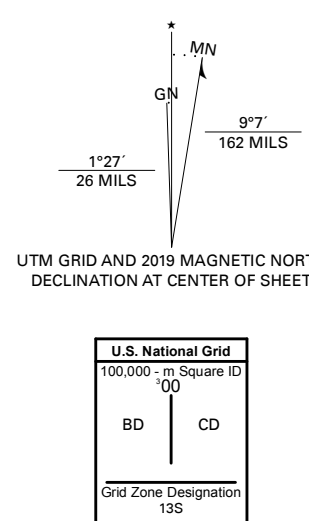 ★
MN
GN
9°7´
162 MILS
1°27´
26 MILS
UTM GRID AND 2019 MAGNETIC NORT
DECLINATION AT CENTER OF SHEET
U.S. National Grid
100,000 - m Square ID
³00
BD CD
Grid Zone Designation
13S